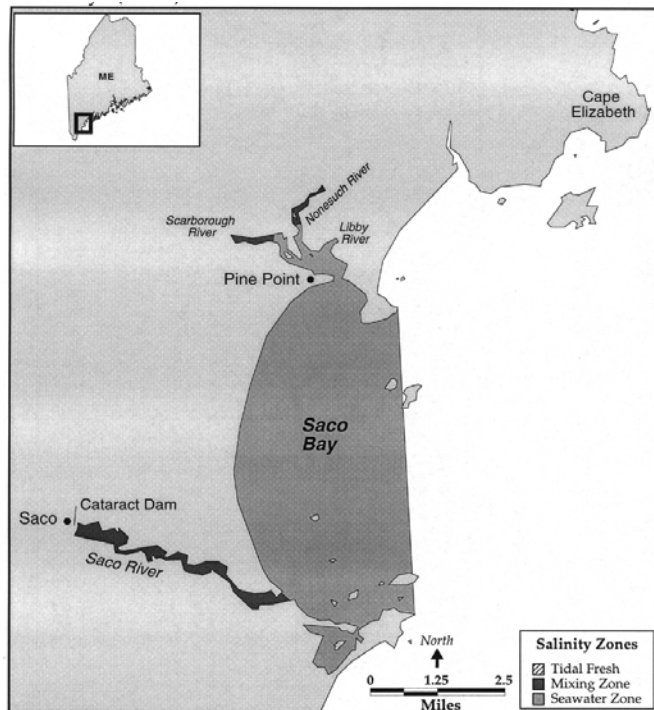 ME
Cape
Elizabeth
Nonesuch River
Scarborough
River
Libby
River
Pine Point
Saco
Bay
Cataract Dam
Saco
Saco River
North
0 1.25 2.5
Miles
Salinity Zones
Tidal Fresh
Mixing Zone
Seawater Zone